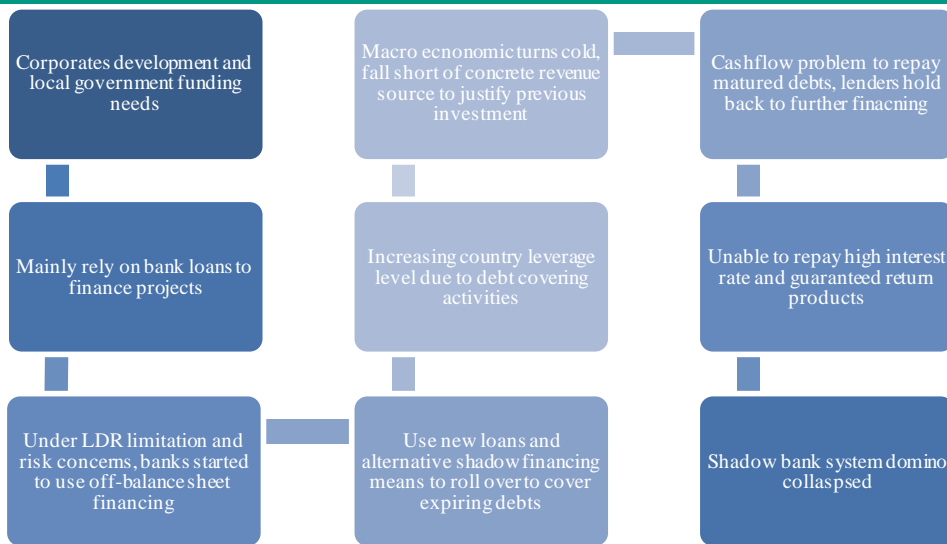 Corporates development and
local government funding
needs
Mainly rely on bank loans to
finance projects
Under LDR limitation and
risk concerns, banks started
to use off-balance sheet
financing
Use new loans and
alternative shadow financing
means to roll over to cover
expiring debts
Increasing country leverage
level due to debt covering
activities
Macro ecnonomic turns cold,
fall short of concrete revenue
source to justify previous
investment
Cashflow problem to repay
matured debts, lenders hold
back to further finacning
Unable to repay high interest
rate and guaranteed return
products
Shadow bank system domino
collaspsed